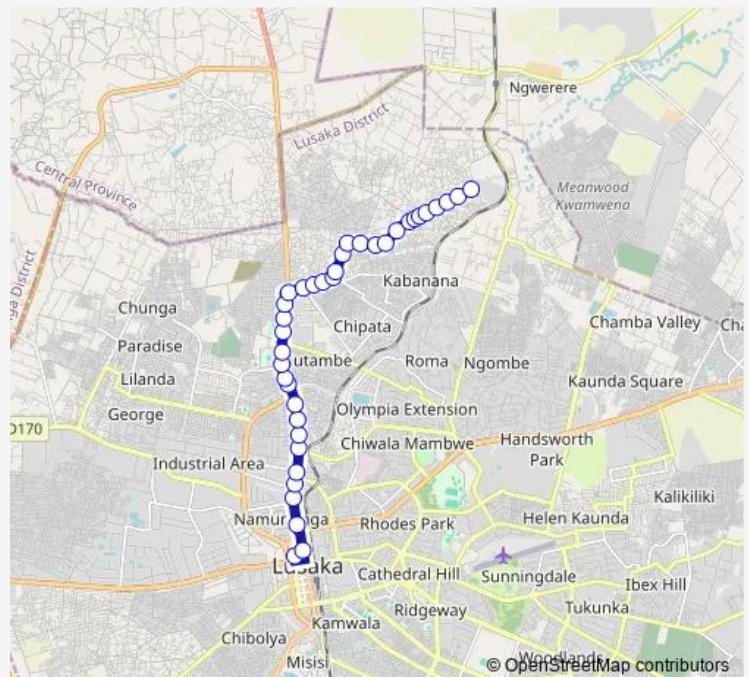 Ngwerere
Lusaka District
Central Province
Meanwood
Kwamwena
Kabanana
Chunga
Chipata
Chamba Valley
Paradise
utambe
Roma
Ngombe
Lilanda
Kaunda Square
George
Olympia Extension
D170
Chiwala Mambwe
Handsworth
Park
Industrial Area
Kalikiliki
Rhodes Park
Helen Kaunda
Lusaka
Cathedral Hill
Sunningdale
Ibex Hill
Ridgeway
Tukunka
Kamwala
Chibolya
Misisi
Woodlands
© OpenStreetMap contributors